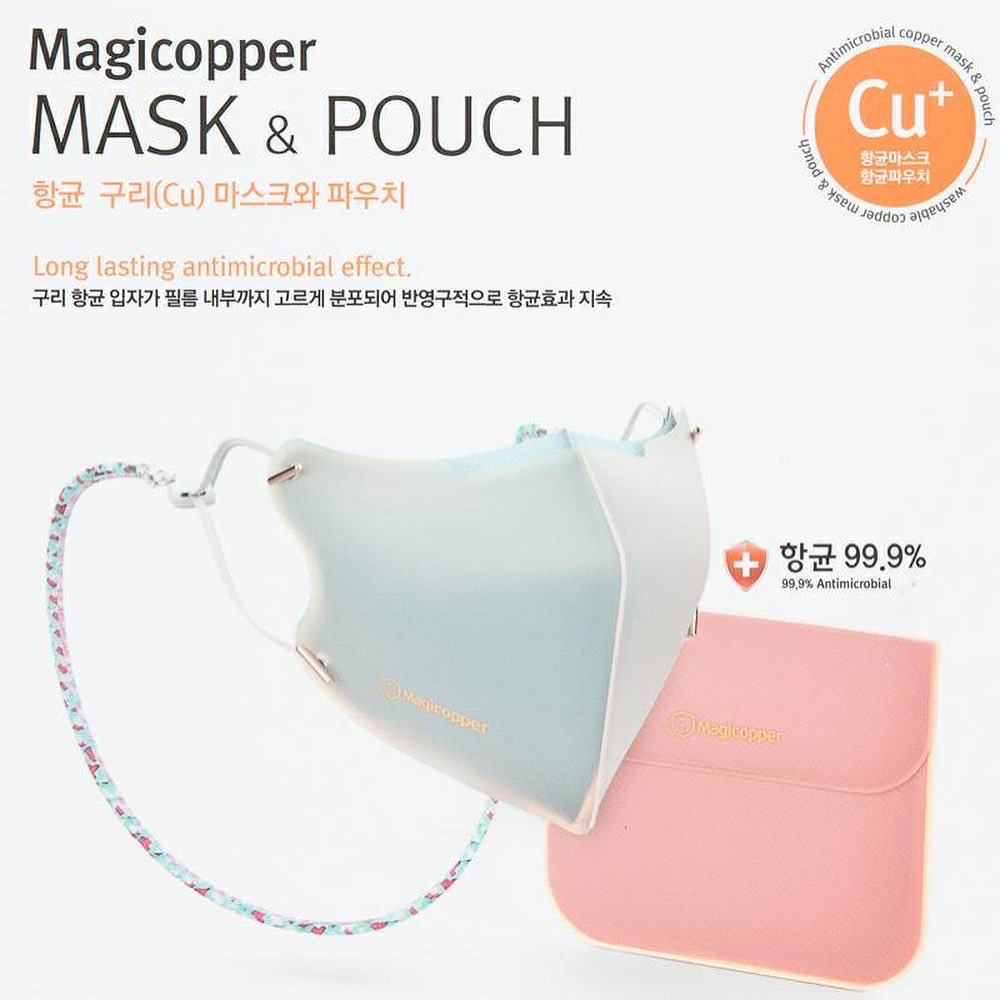 Magicopper
MASK & POUCH
항균 구리(Cu) 마스크와 파우치
Long lasting antimicrobial effect.
구리 항균 입자가 필름 내부까지 고르게 분포되어 반영구적으로 항균효과 지속
Antimicrobial copper mask & pouch
Cu+
항균마스크
항균파우치
washable copper mask & pouch
항균 99.9%
99.9% Antimicrobial
Magicopper
Magicopper